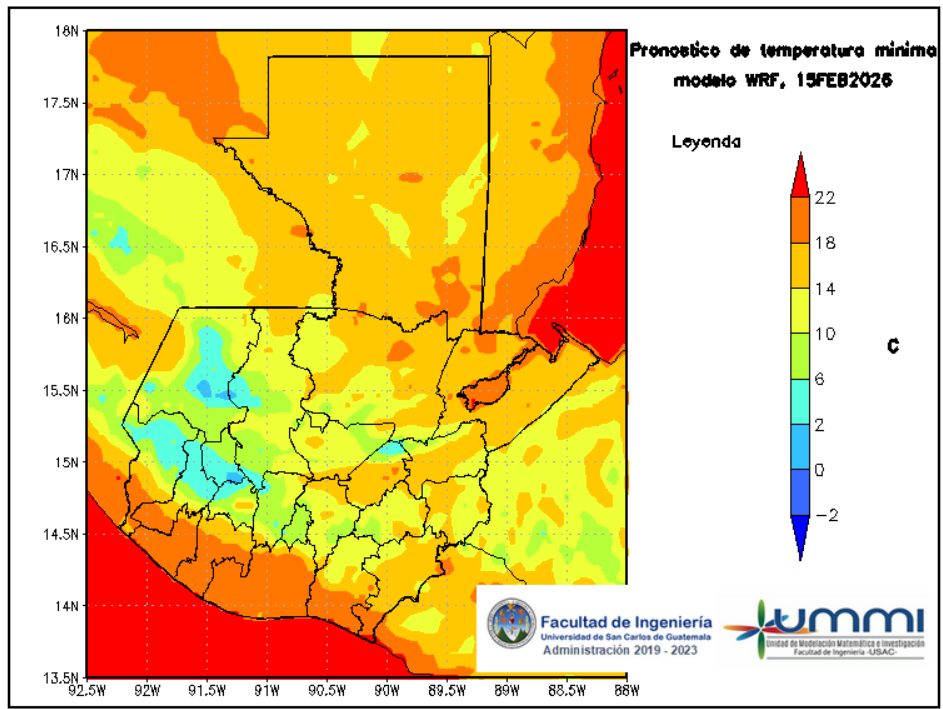 Pronostico de temperatura minima
modelo WRF, 15FEB2026
Leyenda
22
18
14
10
6
2
0
-2
C
18N
17.5N
17N
16.5N
16N
15.5N
15N
14.5N
14N
13.5N
92.5W
92W
91.5W
91W
90.5W
90W
89.5W
89W
88.5W
88W
Facultad de Ingeniería
Universidad de San Carlos de Guatemala
Administración 2019 - 2023
ummi
Unidad de Modelación Matemática e Investigación
Facultad de Ingeniería -USAC-